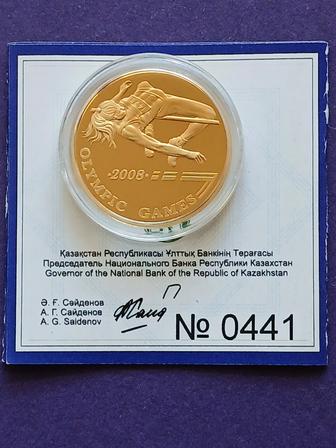 ·2008·
OLYMPIC GAMES
Қазақстан Республикасы Ұлттық Банкінің Төрағасы
Председатель Национального Банка Республики Казахстан
Governor of the National Bank of the Republic of Kazakhstan
Ә. Ғ. Сәйденов
А. Г. Сайденов
A. G. Saidenov
№ 0441